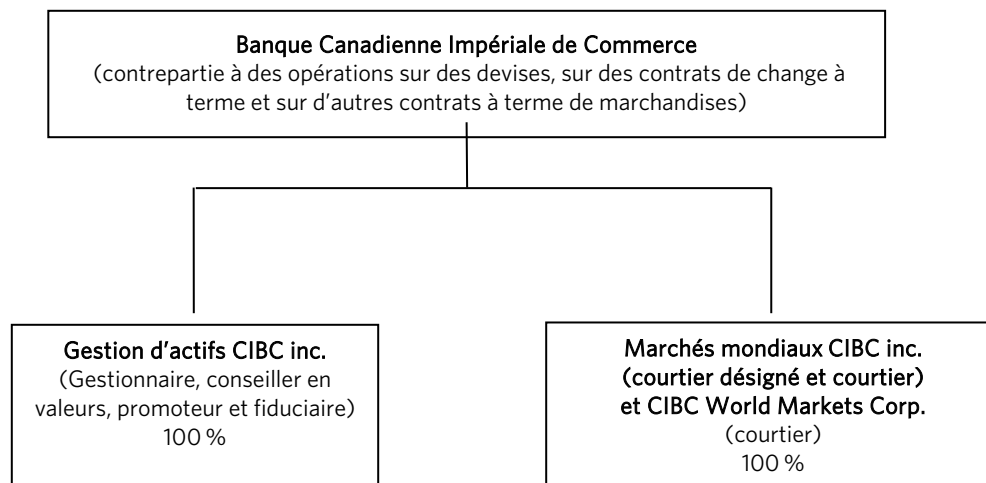 Banque Canadienne Impériale de Commerce
(contrepartie à des opérations sur des devises, sur des contrats de change à
terme et sur d'autres contrats à terme de marchandises)
Gestion d'actifs CIBC inc.
(Gestionnaire, conseiller en
valeurs, promoteur et fiduciaire)
100 %
Marchés mondiaux CIBC inc.
(courtier désigné et courtier)
et CIBC World Markets Corp.
(courtier)
100 %